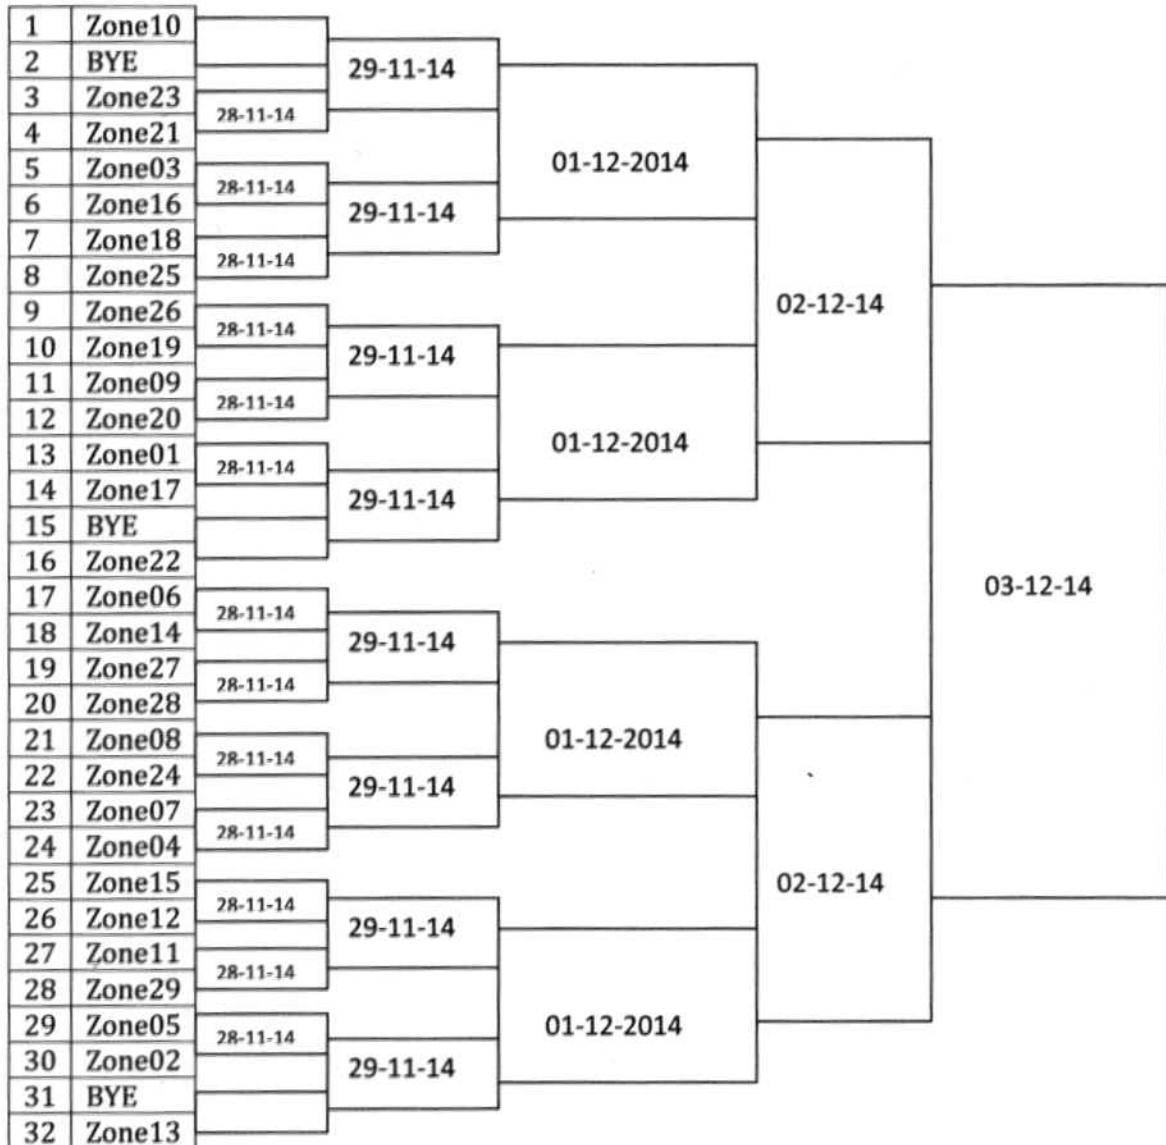 1 Zone10
2 BYE
29-11-14
3 Zone23
28-11-14
4 Zone21
5 Zone03
01-12-2014
28-11-14
6 Zone16
29-11-14
7 Zone18
28-11-14
8 Zone25
9 Zone26
02-12-14
28-11-14
10 Zone19
29-11-14
11 Zone09
28-11-14
12 Zone20
01-12-2014
13 Zone01
28-11-14
14 Zone17
29-11-14
15 BYE
16 Zone22
03-12-14
17 Zone06
28-11-14
18 Zone14
29-11-14
19 Zone27
28-11-14
20 Zone28
21 Zone08
01-12-2014
28-11-14
22 Zone24
29-11-14
23 Zone07
28-11-14
24 Zone04
25 Zone15
02-12-14
28-11-14
26 Zone12
29-11-14
27 Zone11
28-11-14
28 Zone29
29 Zone05
01-12-2014
28-11-14
30 Zone02
29-11-14
31 BYE
32 Zone13